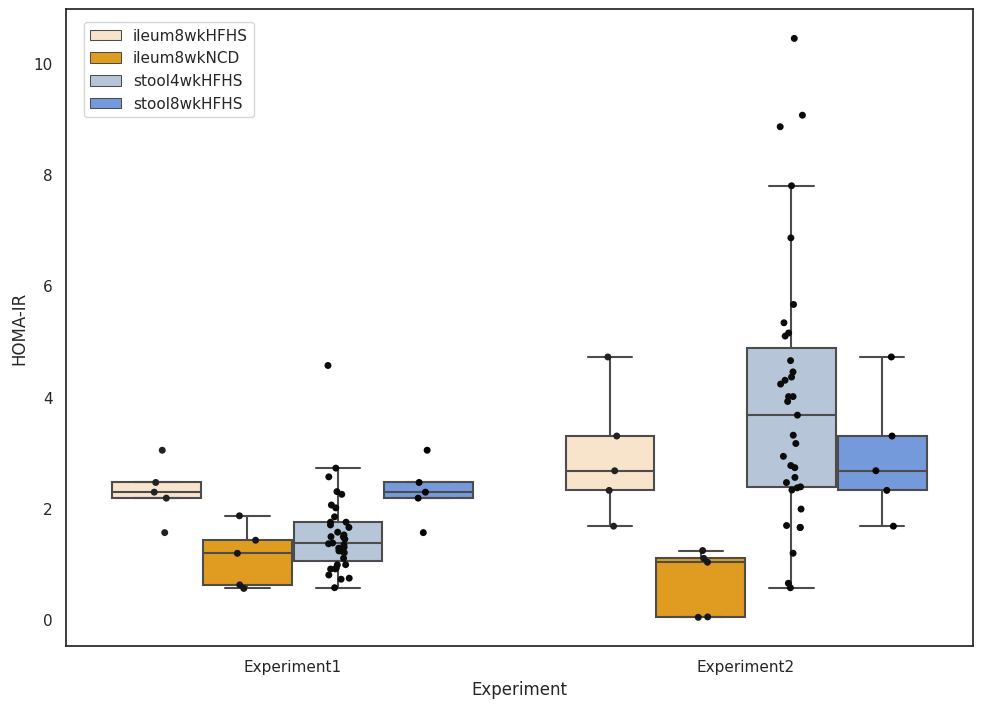 ileum8wkHFHS
ileum8wkNCD
stool4wkHFHS
stool8wkHFHS
10
8
6
4
2
0
HOMA-IR
Experiment1
Experiment2
Experiment